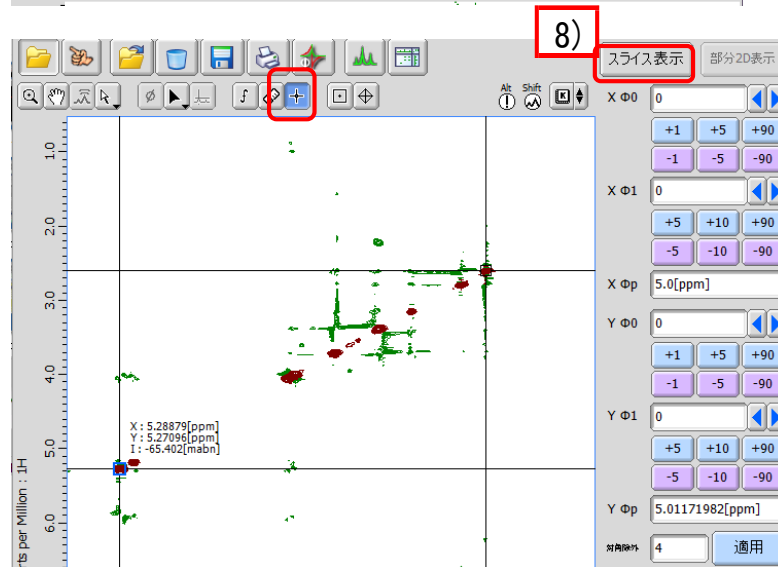 8)
スライス表示 部分2D表示
Alt Shift
K
X Φ0 0
+1 +5 +90
-1 -5 -90
X Φ1 0
+5 +10 +90
-5 -10 -90
X Φp 5.0[ppm]
Y Φ0 0
+1 +5 +90
-1 -5 -90
Y Φ1 0
+5 +10 +90
-5 -10 -90
Y Φp 5.01171982[ppm]
対角除外 4 適用
1.0
2.0
3.0
4.0
5.0
6.0
X : 5.28879[ppm]
Y : 5.27096[ppm]
I : -65.402[mabn]
rts per Million : 1H